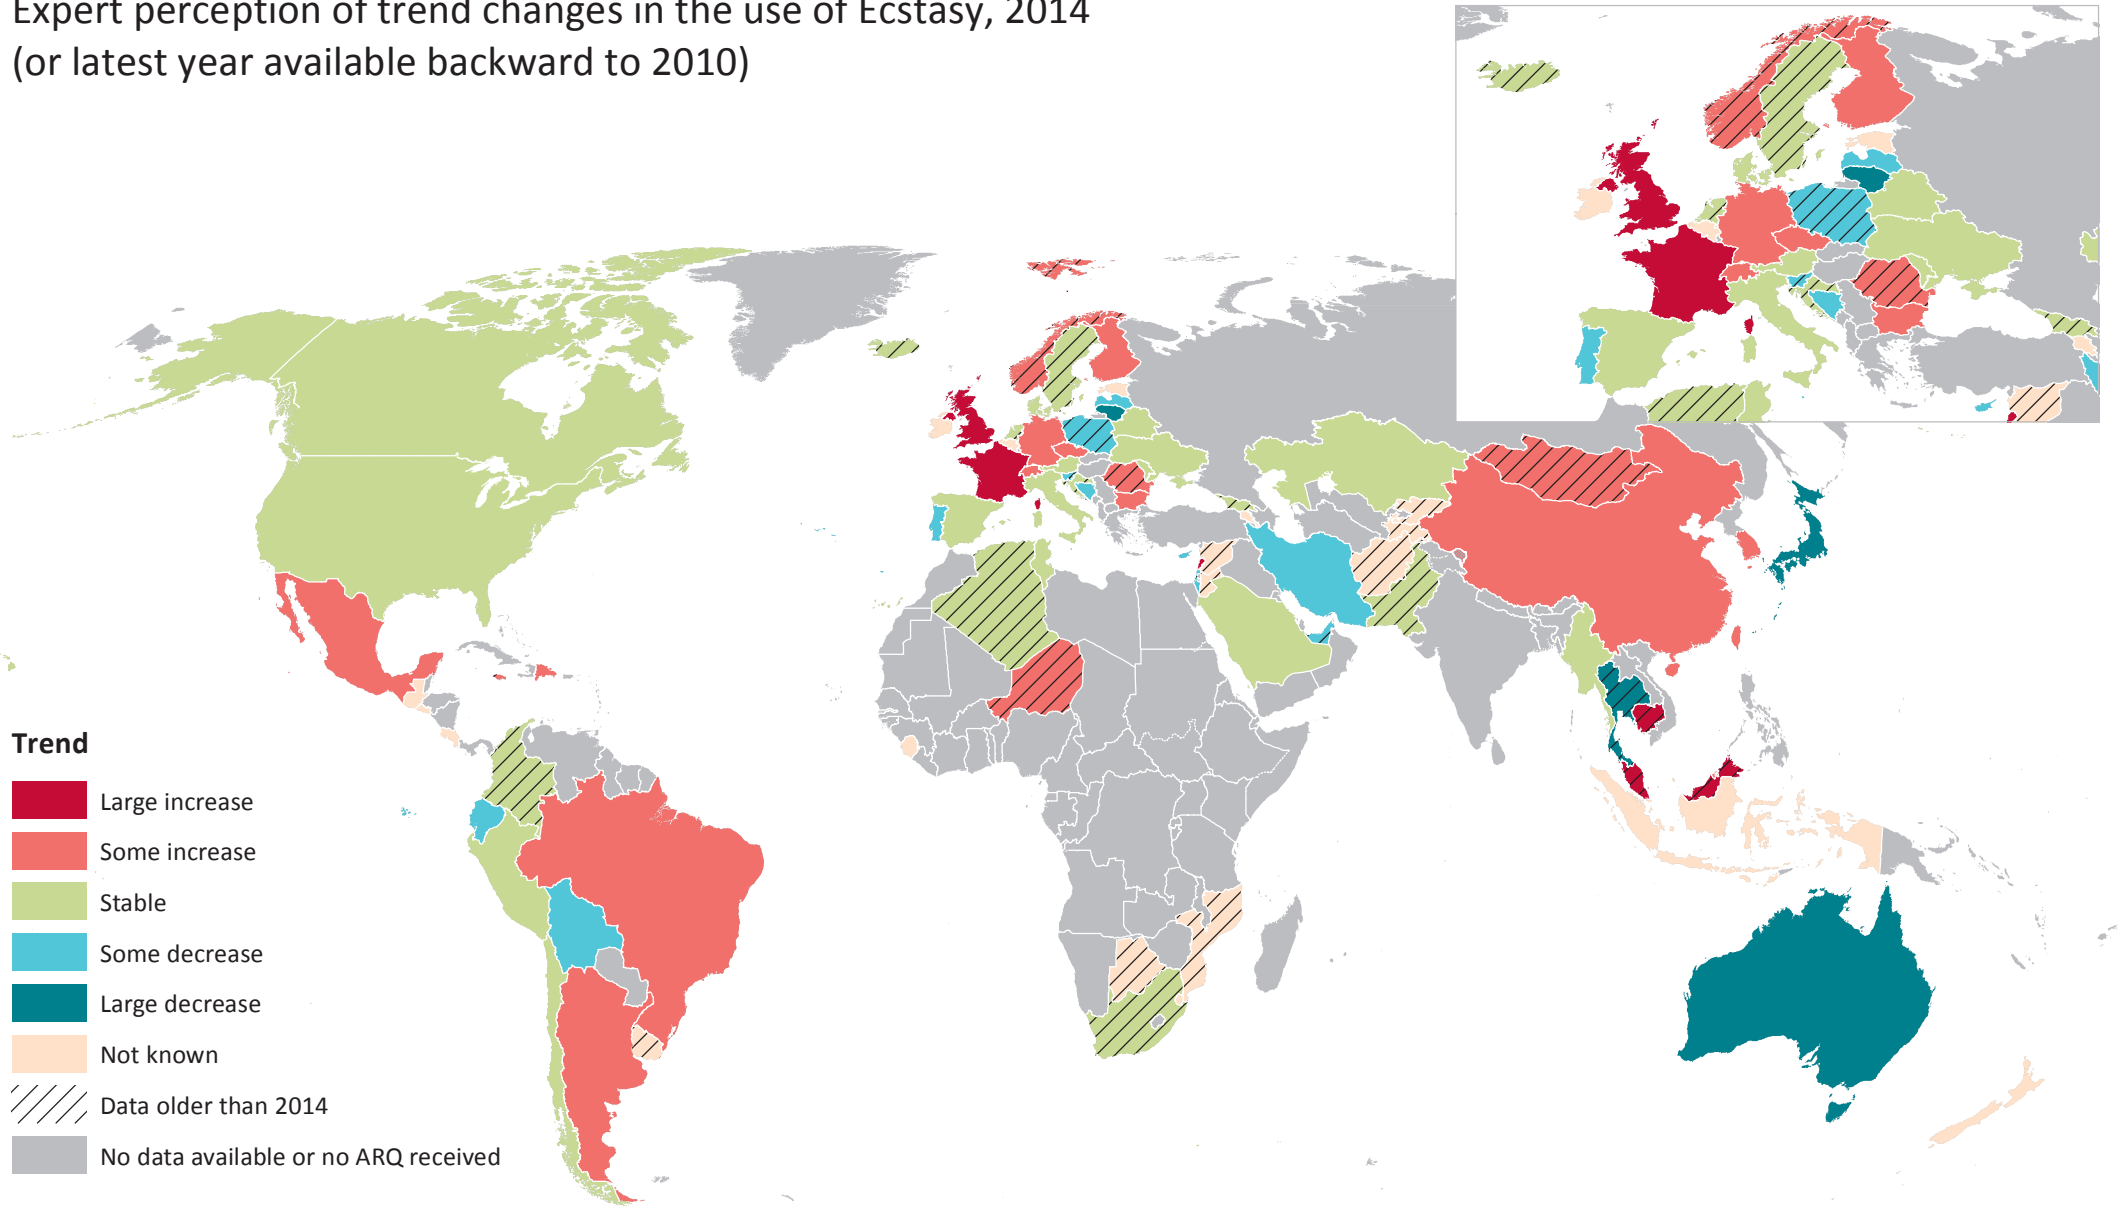 Expert perception of trend changes in the use of Ecstasy, 2014
(or latest year available backward to 2010)
Trend
Large increase
Some increase
Stable
Some decrease
Large decrease
Not known
Data older than 2014
No data available or no ARQ received